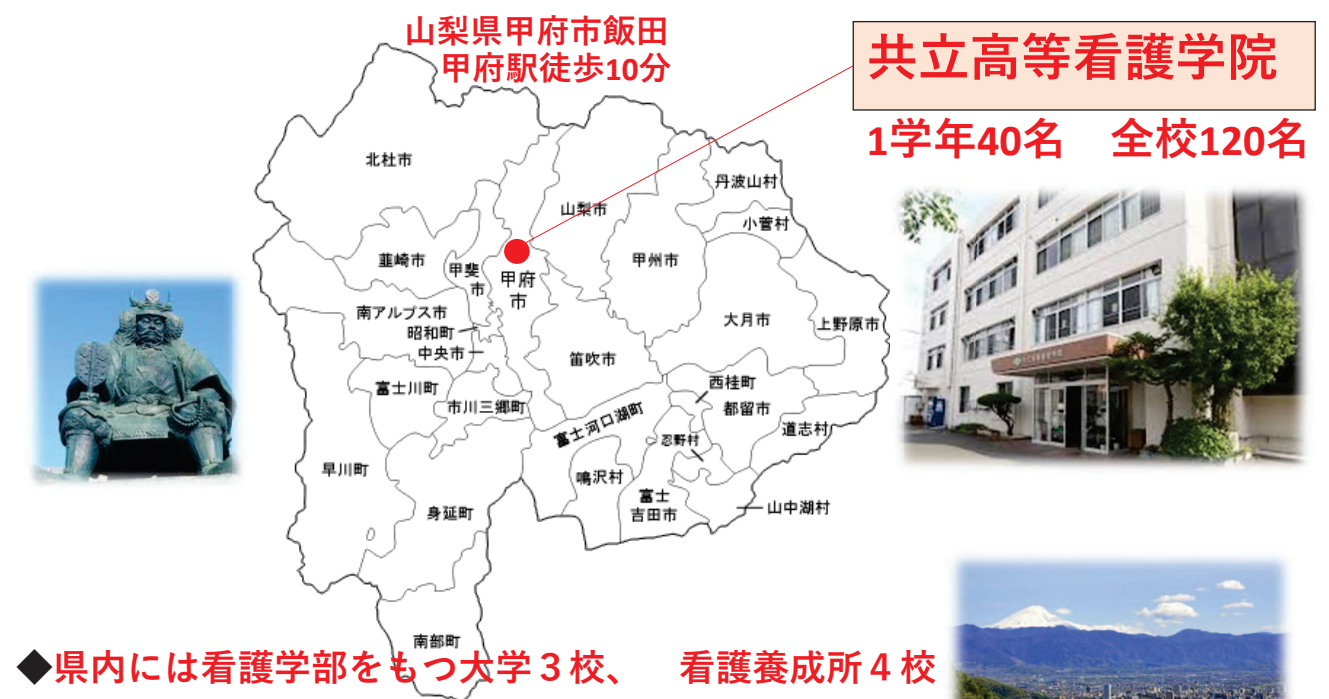 山梨県甲府市飯田
甲府駅徒歩10分
共立高等看護学院
1学年40名　全校120名
北杜市
丹波山村
山梨市
小菅村
韮崎市
甲斐
市
甲府
市
甲州市
南アルプス市
昭和町
中央市
大月市
上野原市
笛吹市
富士川町
市川三郷町
西桂町
都留市
富士河口湖町
忍野村
道志村
早川町
鳴沢村
富士
吉田市
山中湖村
身延町
南部町
◆県内には看護学部をもつ大学３校、　看護養成所４校